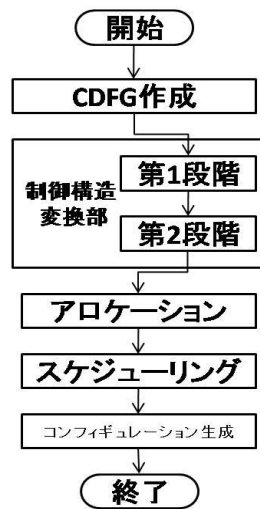 開始
CDFG作成
制御構造
変換部
第1段階
第2段階
アロケーション
スケジューリング
コンフィギュレーション生成
終了